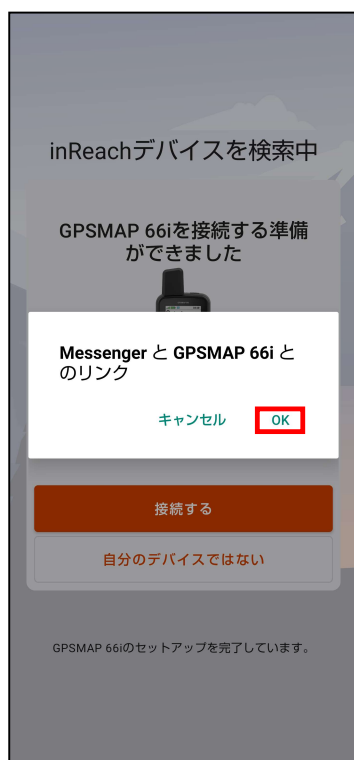 inReachデバイスを検索中
GPSMAP 66iを接続する準備
ができました
Messenger と GPSMAP 66i と
のリンク
キャンセル OK
接続する
自分のデバイスではない
GPSMAP 66iのセットアップを完了しています。